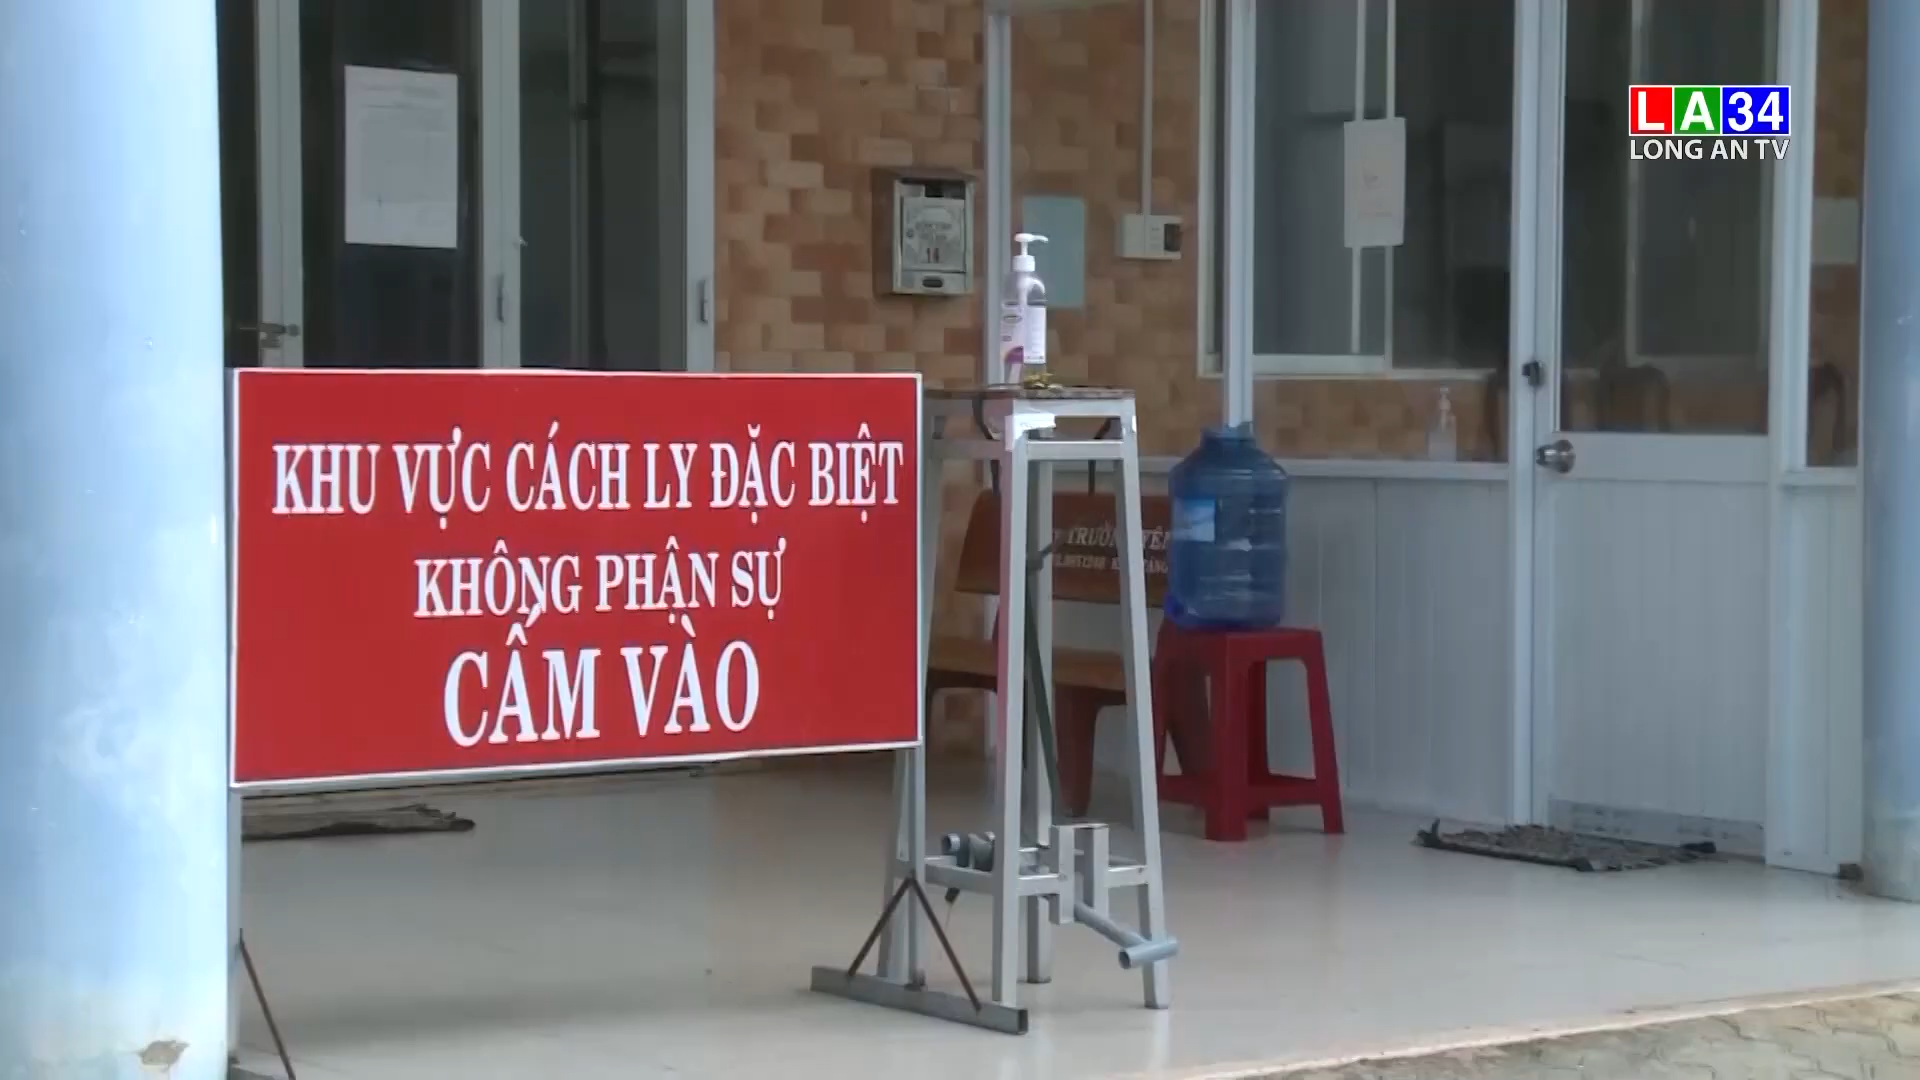 LA34
LONG AN TV
KHU VỰC CÁCH LY ĐẶC BIỆT
KHÔNG PHẬN SỰ
CẤM VÀO